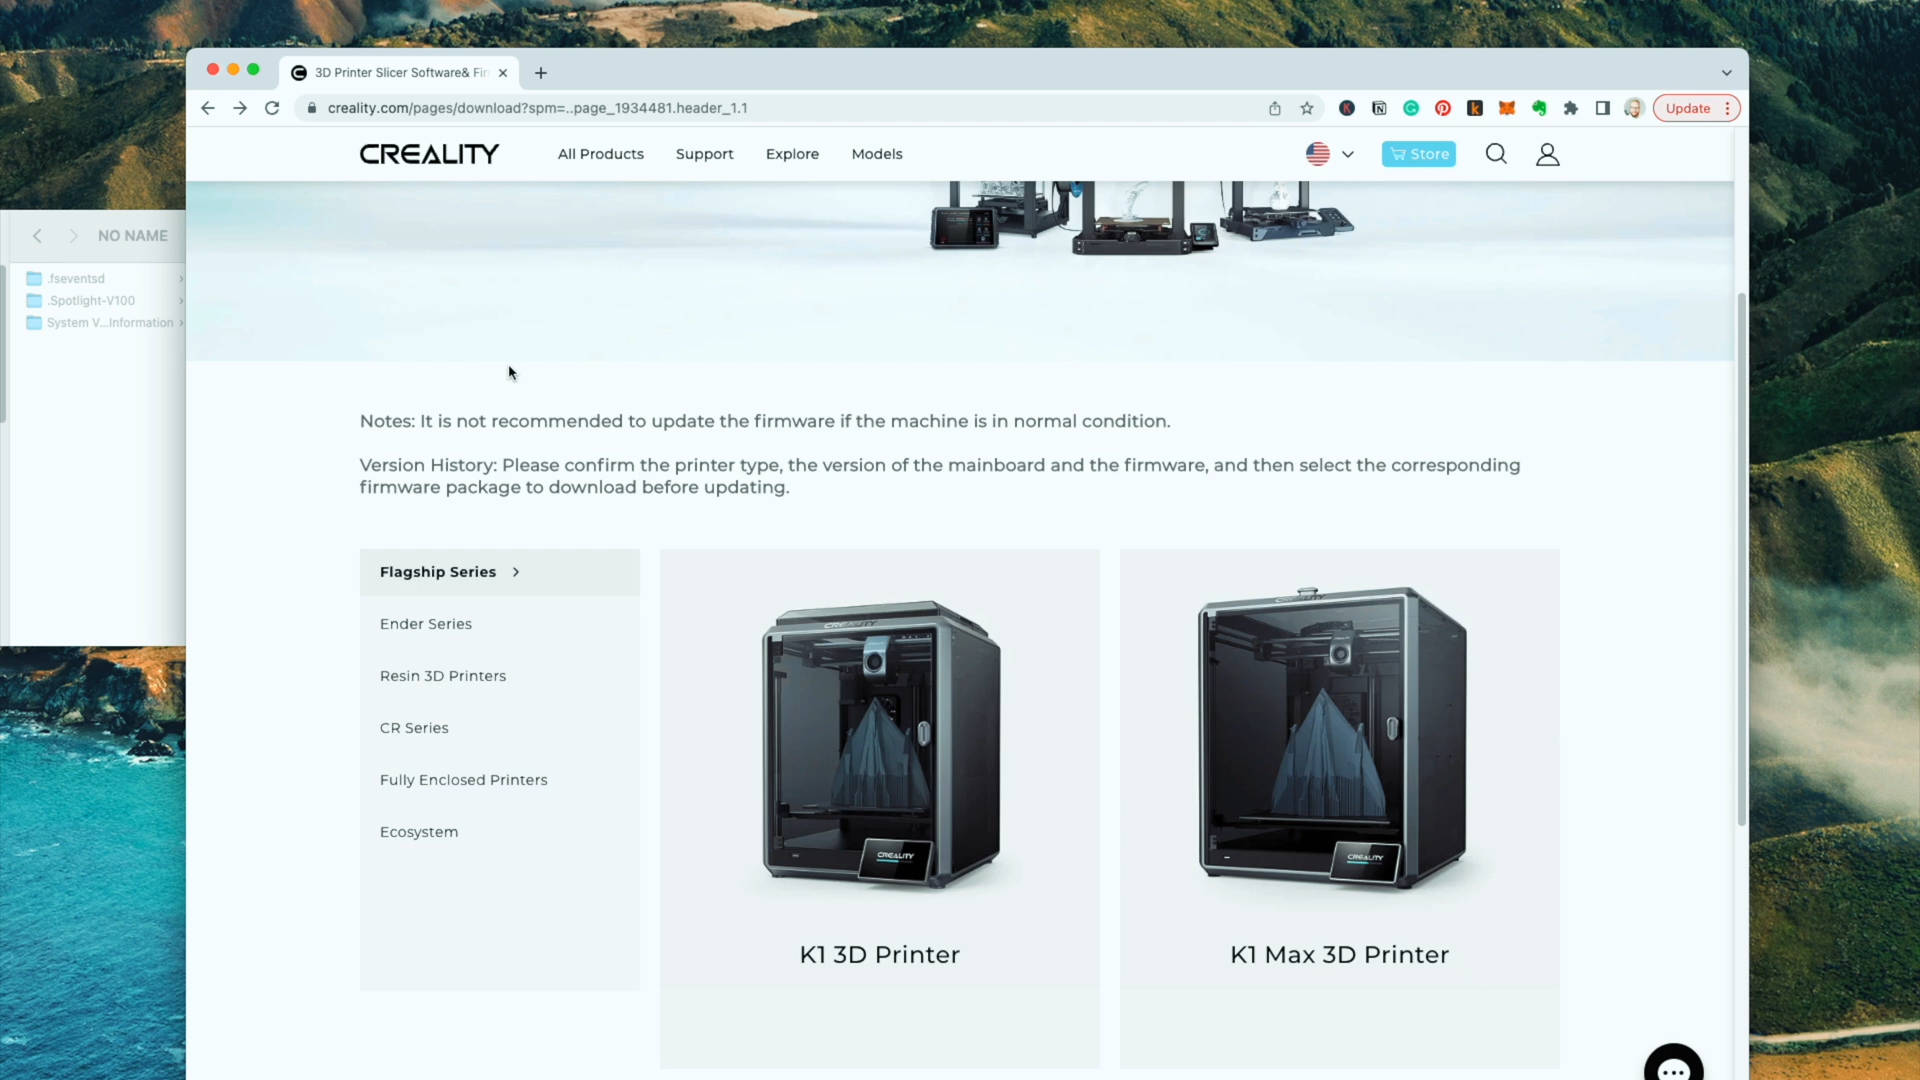 3D Printer Slicer Software& Fir
creality.com/pages/download?spm=..page_1934481.header_1.1
Update
CREALITY
All Products
Support
Explore
Models
Store
NO NAME
.fseventsd
.Spotlight-V100
System V...Information
Notes: It is not recommended to update the firmware if the machine is in normal condition.
Version History: Please confirm the printer type, the version of the mainboard and the firmware, and then select the corresponding
firmware package to download before updating.
Flagship Series
Ender Series
Resin 3D Printers
CR Series
Fully Enclosed Printers
Ecosystem
CREALITY
CREALITY
K1 3D Printer
CREALITY
CREALITY
K1 Max 3D Printer